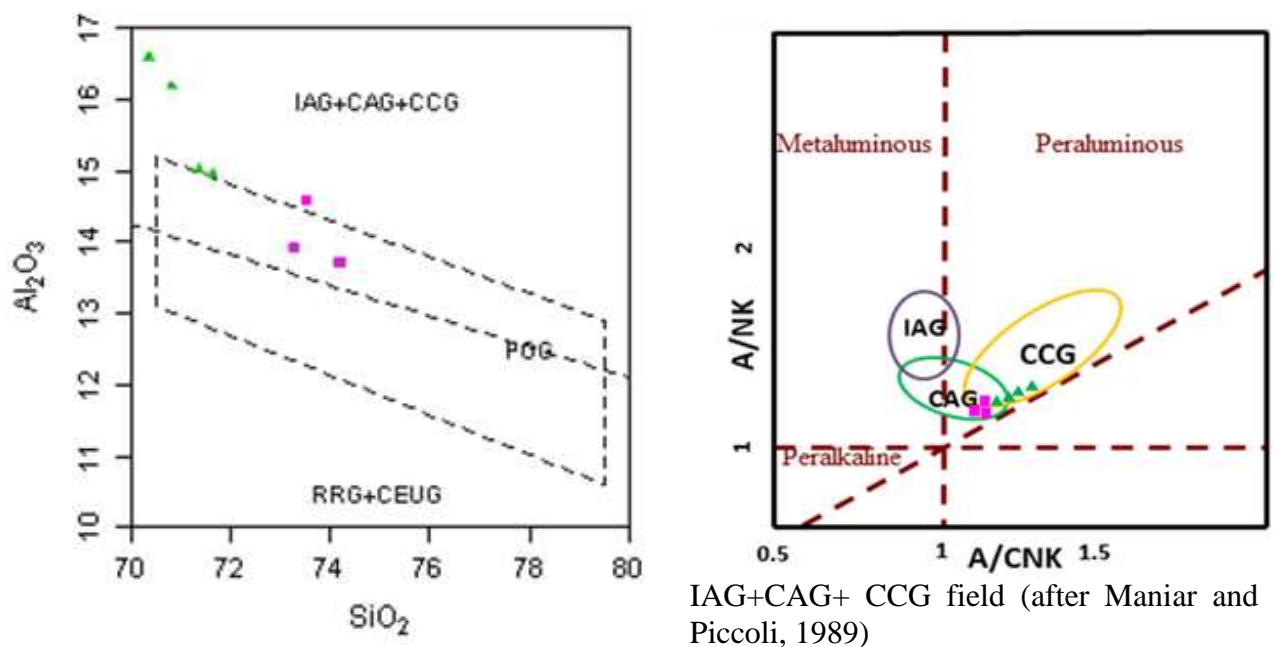 17
16
15
14
13
12
11
10
Al2O3
IAG+CAG+CCG
POG
RRG+CEUG
70 72 74 76 78 80
SiO2
Metaluminous
Peraluminous
2
A/NK
1
IAG
CCG
CAG
Peralkaline
0.5 1 1.5
A/CNK
IAG+CAG+ CCG field (after Maniar and
Piccoli, 1989)